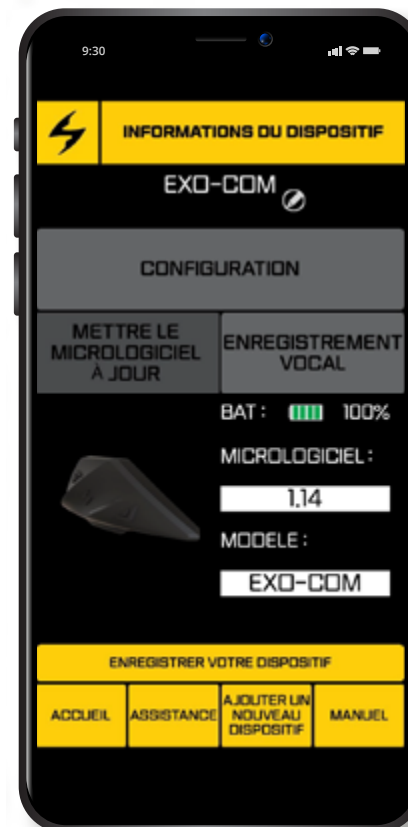 9:30
INFORMATIONS DU DISPOSITIF
EXO-COM
CONFIGURATION
METTRE LE
MICROLOGICIEL
À JOUR
ENREGISTREMENT
VOCAL
BAT : 100%
MICROLOGICIEL :
1.14
MODELE :
EXO-COM
ENREGISTRER VOTRE DISPOSITIF
ACCUEIL
ASSISTANCE
AJOUTER UN
NOUVEAU
DISPOSITIF
MANUEL